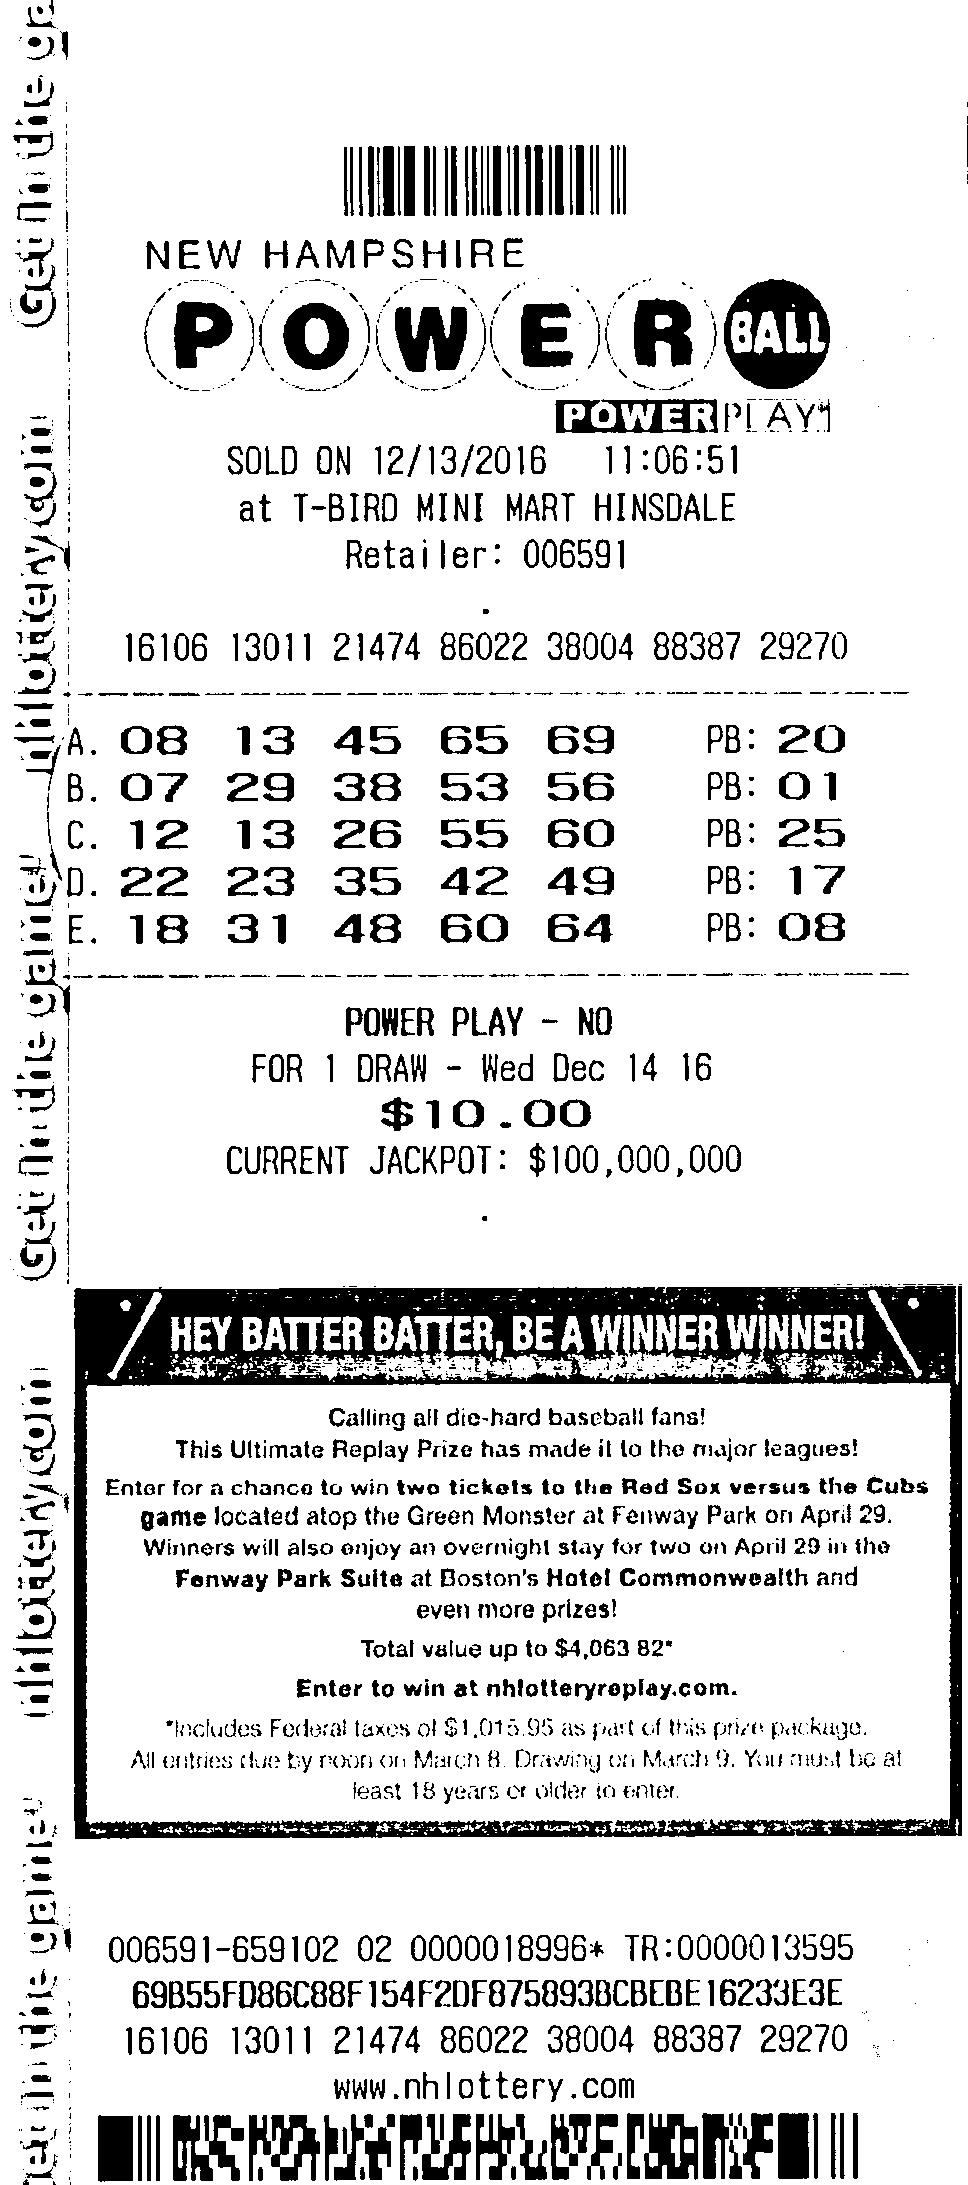 NEW HAMPSHIRE
POWER BALL
POWERPLAY
SOLD ON 12/13/2016 11:06:51
at T-BIRD MINI MART HINSDALE
Retailer: 006591
16106 13011 21474 86022 38004 88387 29270
A. 08 13 45 65 69 PB: 20
B. 07 29 38 53 56 PB: 01
C. 12 13 26 55 60 PB: 25
D. 22 23 35 42 49 PB: 17
E. 18 31 48 60 64 PB: 08
POWER PLAY - NO
FOR 1 DRAW - Wed Dec 14 16
$10.00
CURRENT JACKPOT: $100,000,000
HEY BATTER BATTER, BE A WINNER WINNER!
Calling all die-hard baseball fans!
This Ultimate Replay Prize has made it to the major leagues!
Enter for a chance to win two tickets to the Red Sox versus the Cubs
game located atop the Green Monster at Fenway Park on April 29.
Winners will also enjoy an overnight stay for two on April 29 in the
Fenway Park Suite at Boston's Hotel Commonwealth and
even more prizes!
Total value up to $4,063 82*
Enter to win at nhlotteryreplay.com.
*Includes Federal taxes of $1,015.95 as part of this prize package.
All entries due by noon on March 8. Drawing on March 9. You must be at
least 18 years or older to enter.
006591-659102 02 0000018996* TR:0000013595
69B55FD86C88F154F2DF875893BCBEBE16233E3E
16106 13011 21474 86022 38004 88387 29270
www.nhlottery.com
Get in the game!
nhlottery.com
Get in the game!
nhlottery.com
Get in the ga